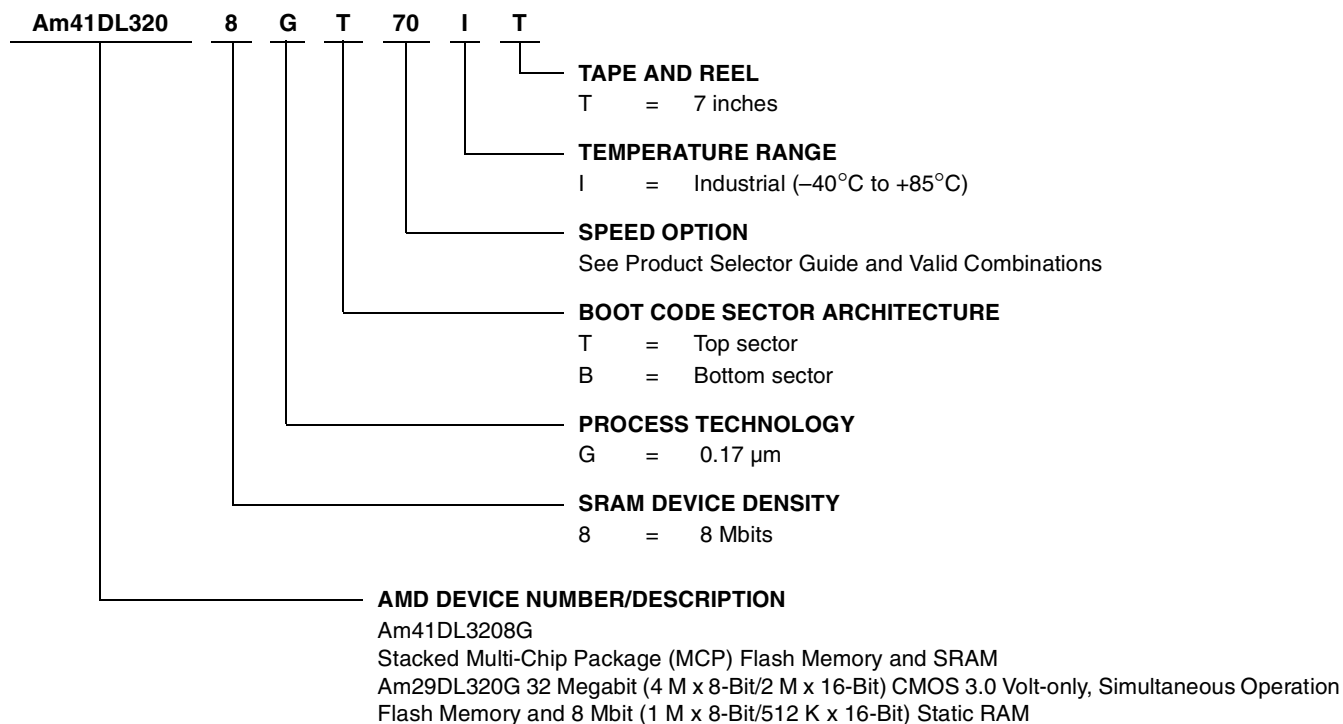 Am41DL320 8 G T 70 I T
TAPE AND REEL
T = 7 inches
TEMPERATURE RANGE
I = Industrial (–40°C to +85°C)
SPEED OPTION
See Product Selector Guide and Valid Combinations
BOOT CODE SECTOR ARCHITECTURE
T = Top sector
B = Bottom sector
PROCESS TECHNOLOGY
G = 0.17 µm
SRAM DEVICE DENSITY
8 = 8 Mbits
AMD DEVICE NUMBER/DESCRIPTION
Am41DL3208G
Stacked Multi-Chip Package (MCP) Flash Memory and SRAM
Am29DL320G 32 Megabit (4 M x 8-Bit/2 M x 16-Bit) CMOS 3.0 Volt-only, Simultaneous Operation
Flash Memory and 8 Mbit (1 M x 8-Bit/512 K x 16-Bit) Static RAM